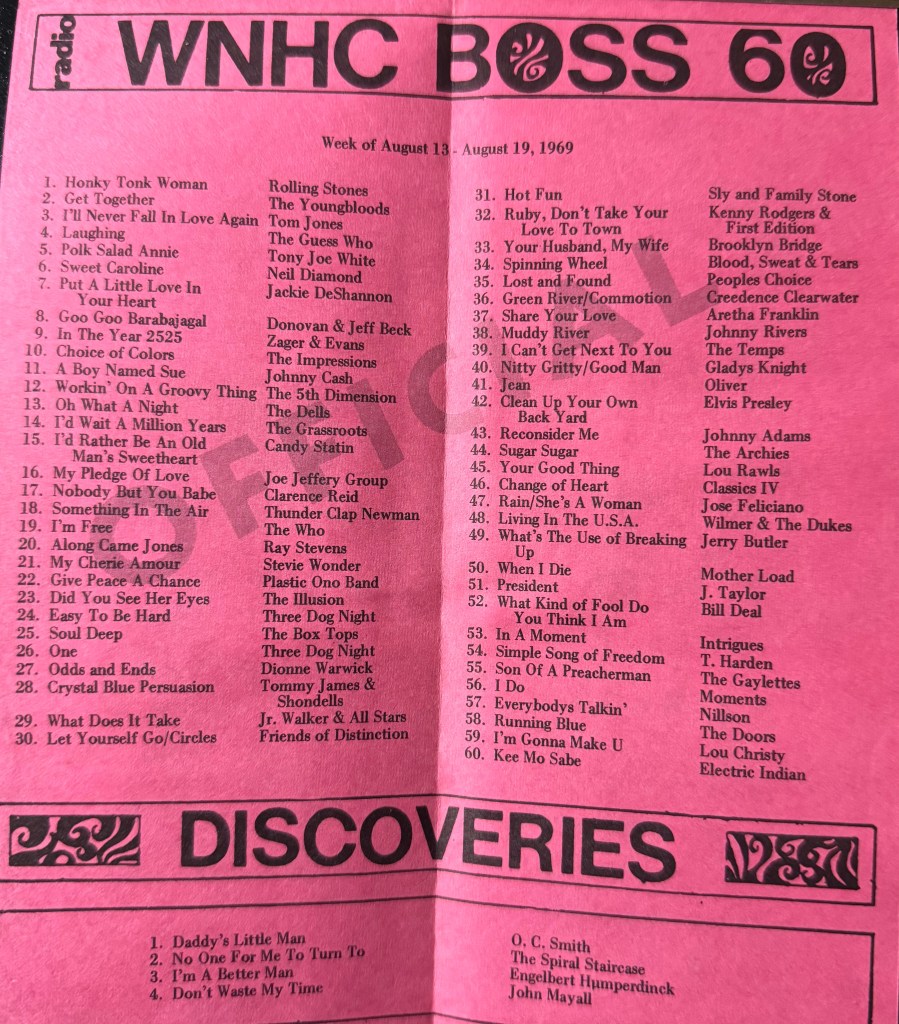 radio WNHC BOSS 60
Week of August 13 - August 19, 1969
1. Honky Tonk Woman Rolling Stones
2. Get Together The Youngbloods
3. I'll Never Fall In Love Again Tom Jones
4. Laughing The Guess Who
5. Polk Salad Annie Tony Joe White
6. Sweet Caroline Neil Diamond
7. Put A Little Love In Jackie DeShannon
Your Heart
8. Goo Goo Barabajagal Donovan & Jeff Beck
9. In The Year 2525 Zager & Evans
10. Choice of Colors The Impressions
11. A Boy Named Sue Johnny Cash
12. Workin' On A Groovy Thing The 5th Dimension
13. Oh What A Night The Dells
14. I'd Wait A Million Years The Grassroots
15. I'd Rather Be An Old Candy Statin
Man's Sweetheart
16. My Pledge Of Love Joe Jeffery Group
17. Nobody But You Babe Clarence Reid
18. Something In The Air Thunder Clap Newman
19. I'm Free The Who
20. Along Came Jones Ray Stevens
21. My Cherie Amour Stevie Wonder
22. Give Peace A Chance Plastic Ono Band
23. Did You See Her Eyes The Illusion
24. Easy To Be Hard Three Dog Night
25. Soul Deep The Box Tops
26. One Three Dog Night
27. Odds and Ends Dionne Warwick
28. Crystal Blue Persuasion Tommy James &
Shondells
29. What Does It Take Jr. Walker & All Stars
30. Let Yourself Go/Circles Friends of Distinction
31. Hot Fun Sly and Family Stone
32. Ruby, Don't Take Your Kenny Rodgers &
Love To Town First Edition
33. Your Husband, My Wife Brooklyn Bridge
34. Spinning Wheel Blood, Sweat & Tears
35. Lost and Found Peoples Choice
36. Green River/Commotion Creedence Clearwater
37. Share Your Love Aretha Franklin
38. Muddy River Johnny Rivers
39. I Can't Get Next To You The Temps
40. Nitty Gritty/Good Man Gladys Knight
41. Jean Oliver
42. Clean Up Your Own Elvis Presley
Back Yard
43. Reconsider Me Johnny Adams
44. Sugar Sugar The Archies
45. Your Good Thing Lou Rawls
46. Change of Heart Classics IV
47. Rain/She's A Woman Jose Feliciano
48. Living In The U.S.A. Wilmer & The Dukes
49. What's The Use of Breaking Jerry Butler
Up
50. When I Die Mother Load
51. President J. Taylor
52. What Kind of Fool Do Bill Deal
You Think I Am
53. In A Moment Intrigues
54. Simple Song of Freedom T. Harden
55. Son Of A Preacherman The Gaylettes
56. I Do Moments
57. Everybodys Talkin' Nillson
58. Running Blue The Doors
59. I'm Gonna Make U Lou Christy
60. Kee Mo Sabe Electric Indian
OFFICIAL
DISCOVERIES
1. Daddy's Little Man O. C. Smith
2. No One For Me To Turn To The Spiral Staircase
3. I'm A Better Man Engelbert Humperdinck
4. Don't Waste My Time John Mayall